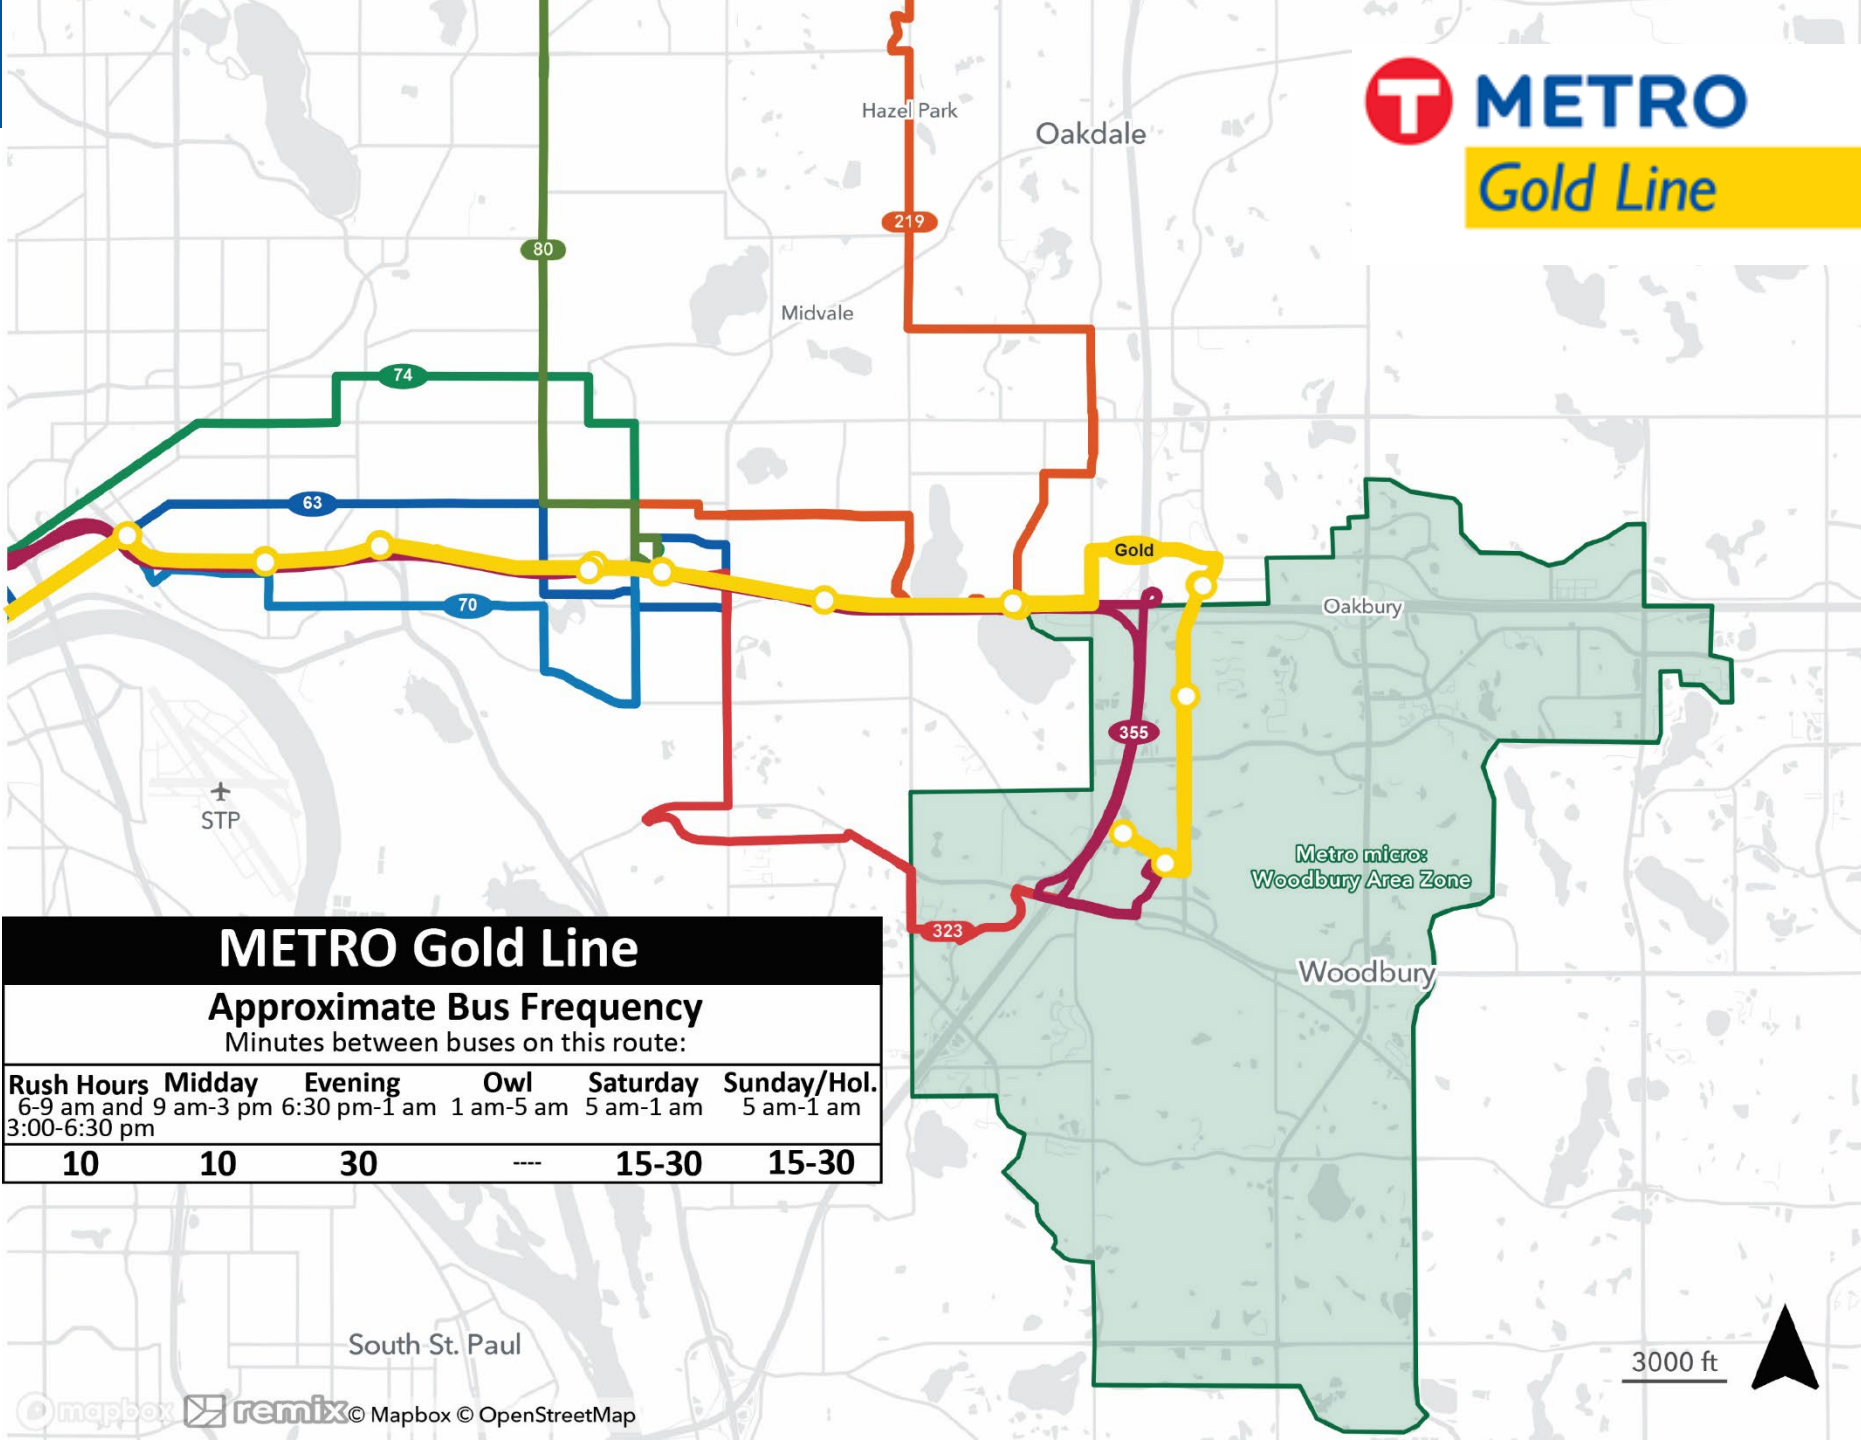 Hazel Park
Oakdale
T METRO
Gold Line
219
80
Midvale
74
63
Gold
70
Oakbury
355
STP
Metro micro:
Woodbury Area Zone
323
Woodbury
METRO Gold Line
Approximate Bus Frequency
Minutes between buses on this route:
Rush Hours Midday Evening Owl Saturday Sunday/Hol.
6-9 am and 9 am-3 pm 6:30 pm-1 am 1 am-5 am 5 am-1 am 5 am-1 am
3:00-6:30 pm
10 10 30 ---- 15-30 15-30
South St. Paul
3000 ft
mapbox remix © Mapbox © OpenStreetMap